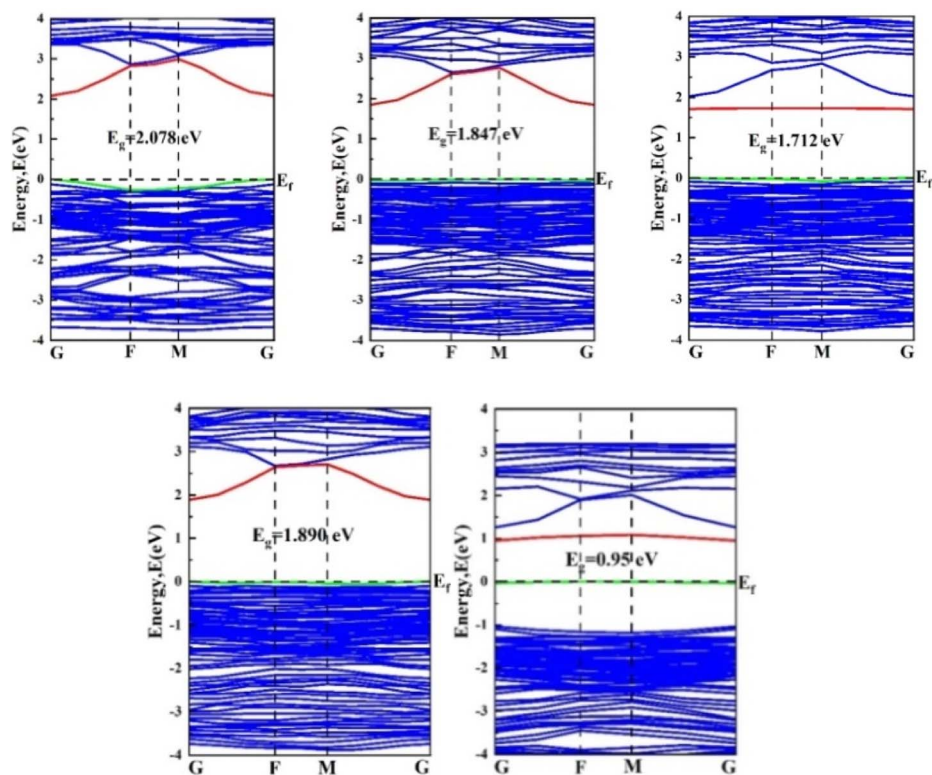 4
3
2
1
0
-1
-2
-3
-4
Energy,E(eV)
E_g=2.078 eV
E_f
G F M G
4
3
2
1
0
-1
-2
-3
-4
Energy,E(eV)
E_g=1.847 eV
E_f
G F M G
4
3
2
1
0
-1
-2
-3
-4
Energy,E(eV)
E_g=1.712 eV
E_f
G F M G
4
3
2
1
0
-1
-2
-3
-4
Energy,E(eV)
E_g=1.890 eV
E_f
G F M G
4
3
2
1
0
-1
-2
-3
-4
Energy,E(eV)
E_g=0.95 eV
E_f
G F M G